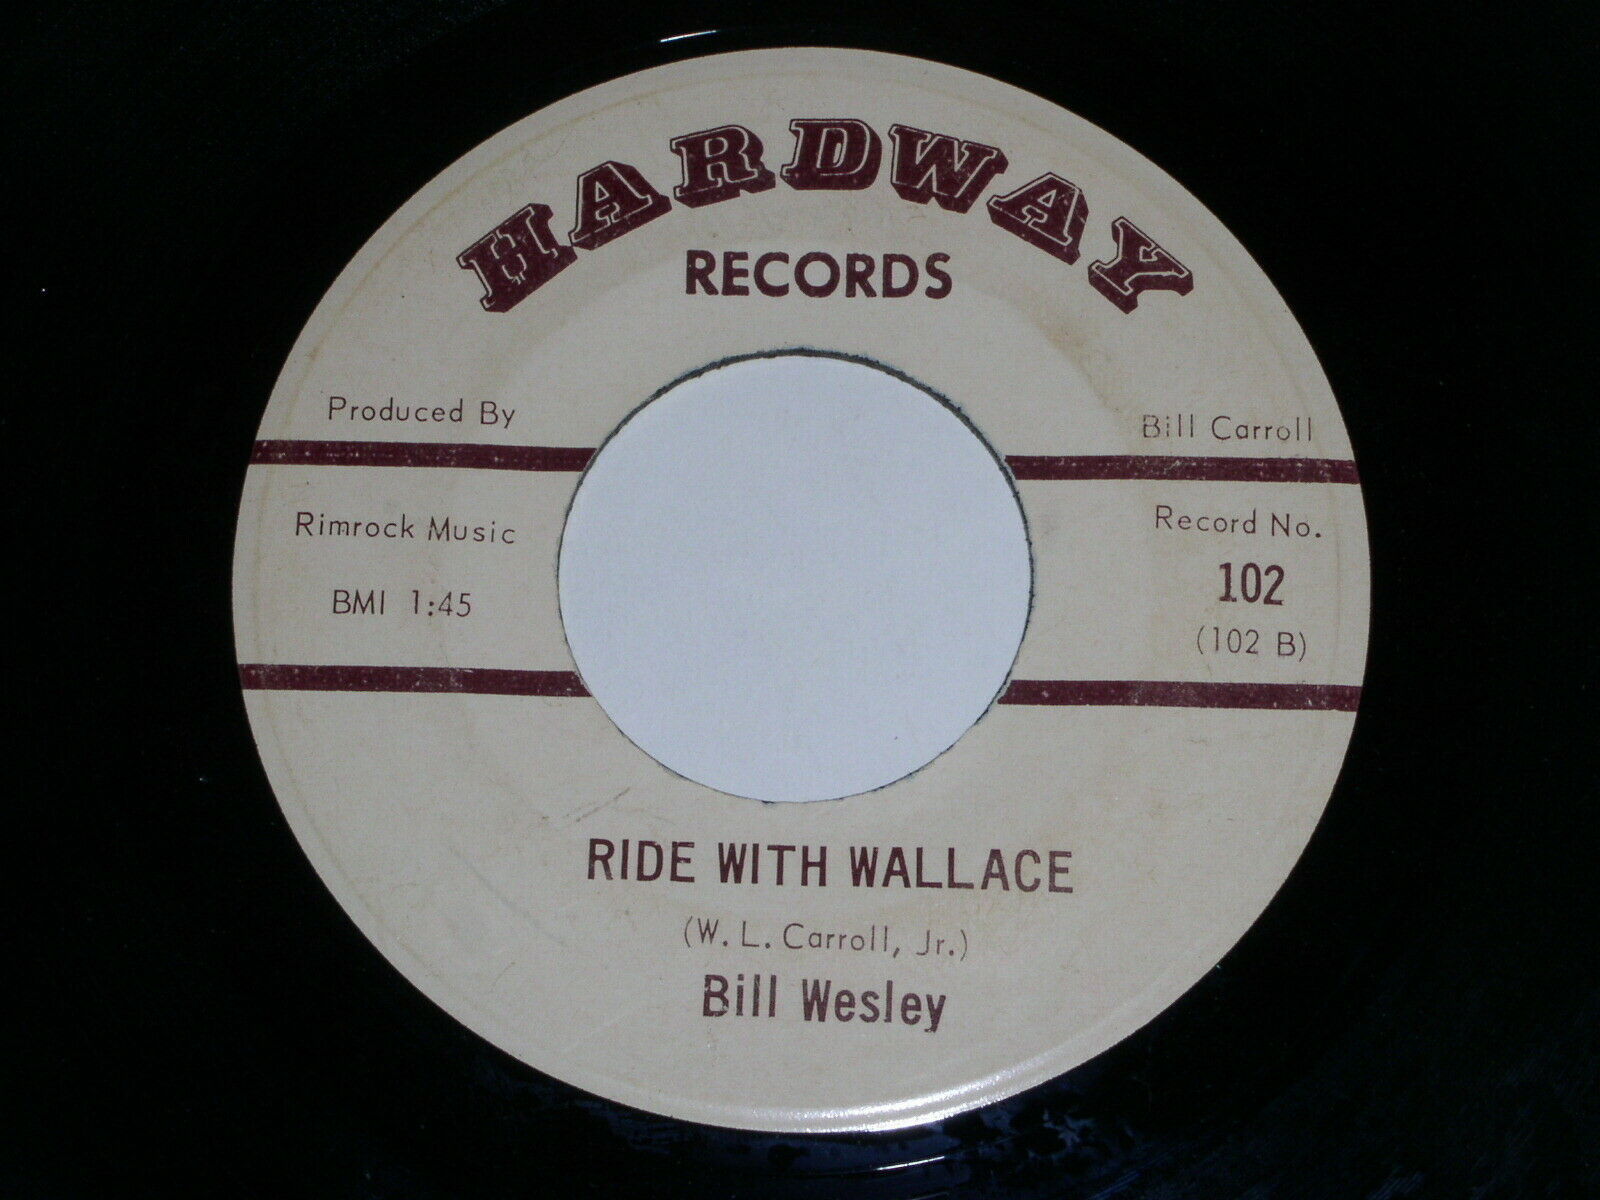 HARDWAY
RECORDS
Produced By
Bill Carroll
Rimrock Music
BMI 1:45
Record No.
102
(102 B)
RIDE WITH WALLACE
(W. L. Carroll, Jr.)
Bill Wesley